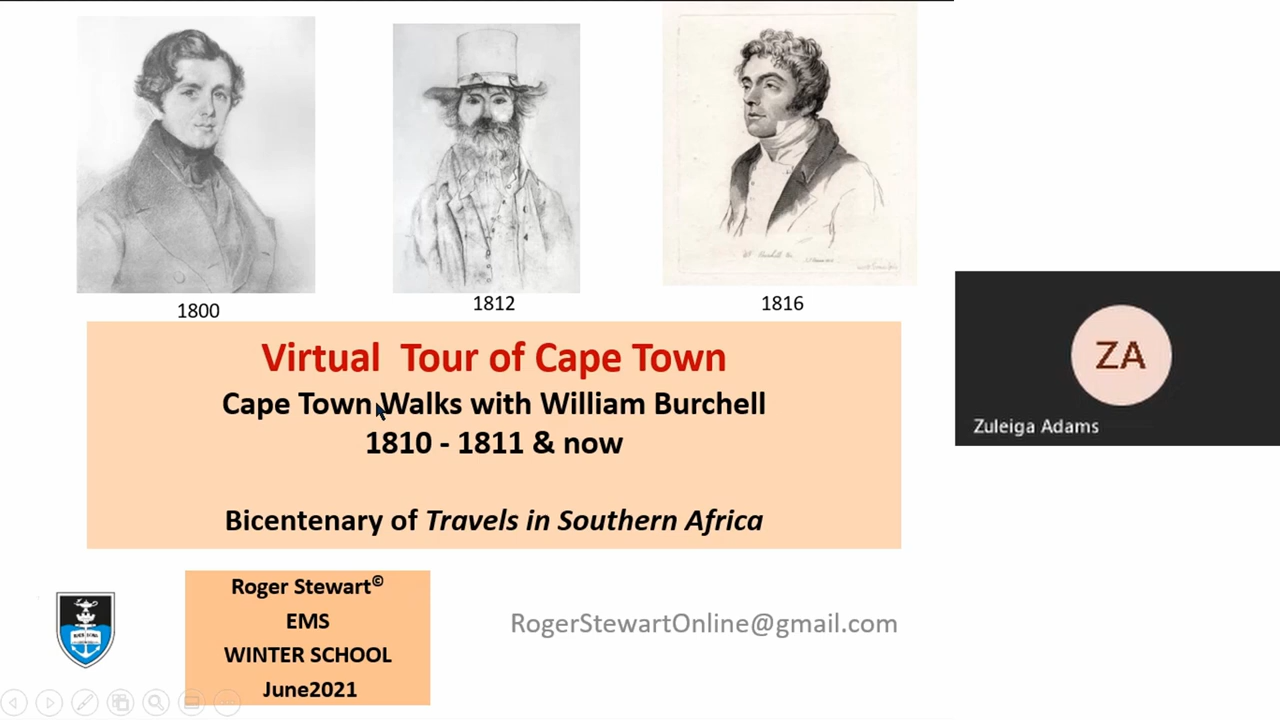 1800
1812
1816
Virtual  Tour of Cape Town
Cape Town Walks with William Burchell
1810 - 1811 & now
Bicentenary of Travels in Southern Africa
Roger Stewart©
EMS
WINTER SCHOOL
June2021
RogerStewartOnline@gmail.com
ZA
Zuleiga Adams